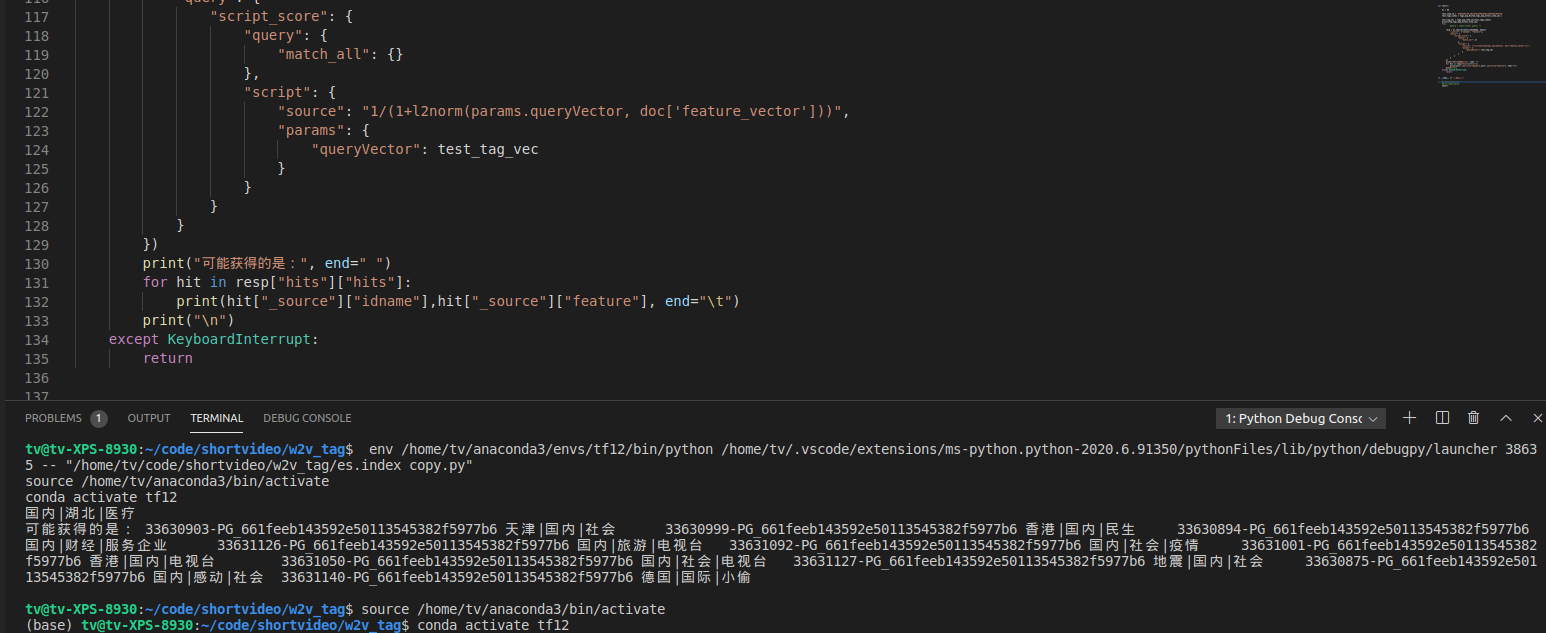 116 "query": {
117 "script_score": {
118 "query": {
119 "match_all": {}
120 },
121 "script": {
122 "source": "1/(1+l2norm(params.queryVector, doc['feature_vector']))",
123 "params": {
124 "queryVector": test_tag_vec
125 }
126 }
127 }
128 }
129 })
130 print("可能获得的是：", end=" ")
131 for hit in resp["hits"]["hits"]:
132 print(hit["_source"]["idname"],hit["_source"]["feature"], end="\t")
133 print("\n")
134 except KeyboardInterrupt:
135 return
136
137
PROBLEMS 1 OUTPUT TERMINAL DEBUG CONSOLE 1: Python Debug Consc
tv@tv-XPS-8930:~/code/shortvideo/w2v_tag$ env /home/tv/anaconda3/envs/tf12/bin/python /home/tv/.vscode/extensions/ms-python.python-2020.6.91350/pythonFiles/lib/python/debugpy/launcher 3863
5 -- "/home/tv/code/shortvideo/w2v_tag/es.index copy.py"
source /home/tv/anaconda3/bin/activate
conda activate tf12
国内|湖北|医疗
可能获得的是： 33630903-PG_661feeb143592e50113545382f5977b6 天津|国内|社会 33630999-PG_661feeb143592e50113545382f5977b6 香港|国内|民生 33630894-PG_661feeb143592e50113545382f5977b6
国内|财经|服务企业 33631126-PG_661feeb143592e50113545382f5977b6 国内|旅游|电视台 33631092-PG_661feeb143592e50113545382f5977b6 国内|社会|疫情 33631001-PG_661feeb143592e50113545382
f5977b6 香港|国内|电视台 33631050-PG_661feeb143592e50113545382f5977b6 国内|社会|电视台 33631127-PG_661feeb143592e50113545382f5977b6 地震|国内|社会 33630875-PG_661feeb143592e501
13545382f5977b6 国内|感动|社会 33631140-PG_661feeb143592e50113545382f5977b6 德国|国际|小偷
tv@tv-XPS-8930:~/code/shortvideo/w2v_tag$ source /home/tv/anaconda3/bin/activate
(base) tv@tv-XPS-8930:~/code/shortvideo/w2v_tag$ conda activate tf12